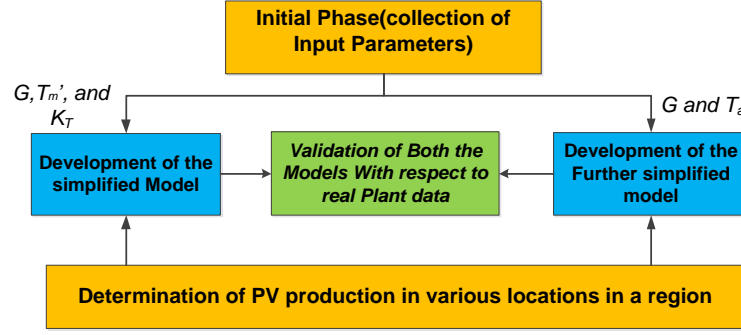 Initial Phase(collection of
Input Parameters)
G,Tm’, and
KT
G and Ta
Development of the
simplified Model
Validation of Both the
Models With respect to
real Plant data
Development of the
Further simplified
model
Determination of PV production in various locations in a region